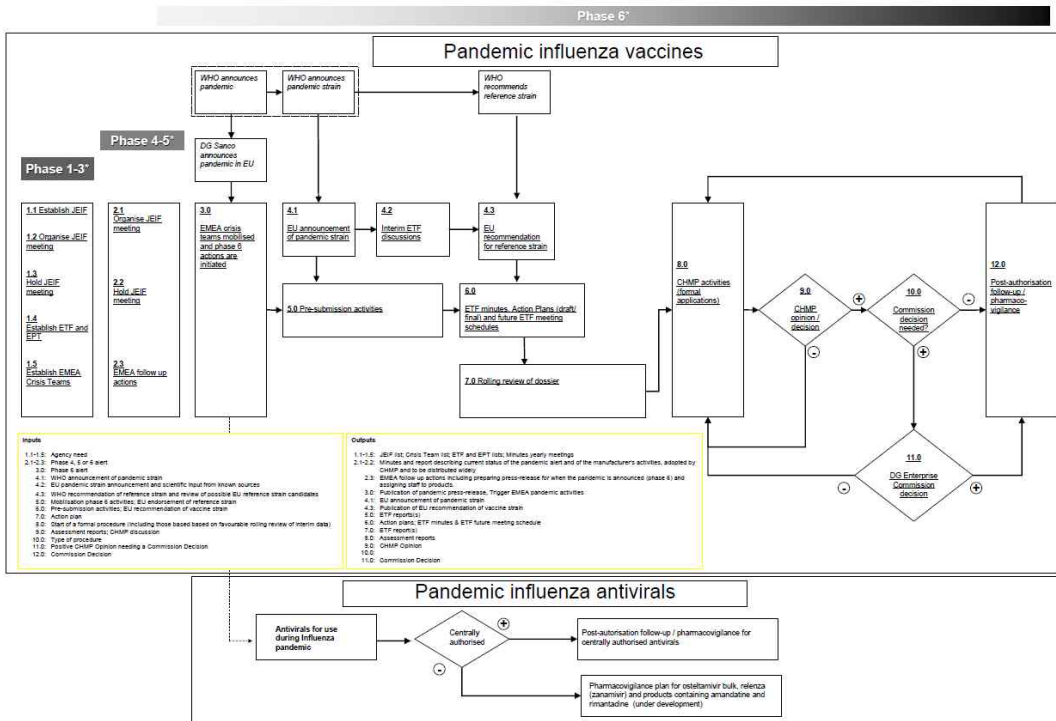 Phase 6*
Pandemic influenza vaccines
WHO announces
pandemic
WHO announces
pandemic strain
WHO
recommends
reference strain
Phase 4-5*
DG Sanco
announces
pandemic in EU
Phase 1-3*
1.1 Establish JEIF
1.2 Organise JEIF
meeting
1.3
Hold JEIF
meeting
1.4
Establish ETF and
EPT
1.5
Establish EMEA
Crisis Teams
2.1
Organise JEIF
meeting
2.2
Hold JEIF
meeting
2.3
EMEA follow up
actions
3.0
EMEA crisis
teams mobilised
and phase 6
actions are
initiated
4.1
EU announcement
of pandemic strain
4.2
Interim ETF
discussions
4.3
EU
recommendation
for reference strain
5.0 Pre-submission activities
6.0
ETF minutes, Action Plans (draft/
final) and future ETF meeting
schedules
7.0 Rolling review of dossier
8.0
CHMP activities
(formal
applications)
9.0
CHMP
opinion /
decision
+
-
10.0
Commission
decision
needed?
-
+
12.0
Post-authorisation
follow-up /
pharmaco-
vigilance
11.0
DG Enterprise
Commission
decision
-
+
Inputs
1.1-1.5: Agency need
2.1-2.3: Phase 4, 5 or 6 alert
3.0: Phase 6 alert
4.1: WHO announcement of pandemic strain
4.2: EU pandemic strain announcement and scientific input from known sources
4.3: WHO recommendation of reference strain and review of possible EU reference strain candidates
5.0: Mobilisation phase 6 activities; EU endorsement of reference strain
6.0: Pre-submission activities; EU recommendation of vaccine strain
7.0: Action plan
8.0: Start of a formal procedure (including those based based on favourable rolling review of interim data)
9.0: Assessment reports; CHMP discussion
10.0: Type of procedure
11.0: Positive CHMP Opinion needing a Commission Decision
12.0: Commission Decision
Outputs
1.1-1.5: JEIF list; Crisis Team list; ETF and EPT lists; Minutes yearly meetings
2.1-2.2: Minutes and report describing current status of the pandemic alert and of the manufacturer's activities, adopted by
CHMP and to be distributed widely
2.3: EMEA follow up actions including preparing press-release for when the pandemic is announced (phase 6) and
assigning staff to products.
3.0: Publication of pandemic press-release, Trigger EMEA pandemic activities
4.1: EU announcement of pandemic strain
4.3: Publication of EU recommendation of vaccine strain
5.0: ETF reports(s)
6.0: Action plans; ETF minutes & ETF future meeting schedule
7.0: ETF report(s)
8.0: Assessment reports
9.0: CHMP Opinion
10.0:
11.0: Commission Decision
Pandemic influenza antivirals
Antivirals for use
during Influenza
pandemic
Centrally
authorised
+
-
Post-autorisation follow-up / pharmacovigilance for
centrally authorised antivirals
Pharmacovigilance plan for osteltamivir bulk, relenza
(zanamivir) and products containing amandatine and
rimantadine (under development)